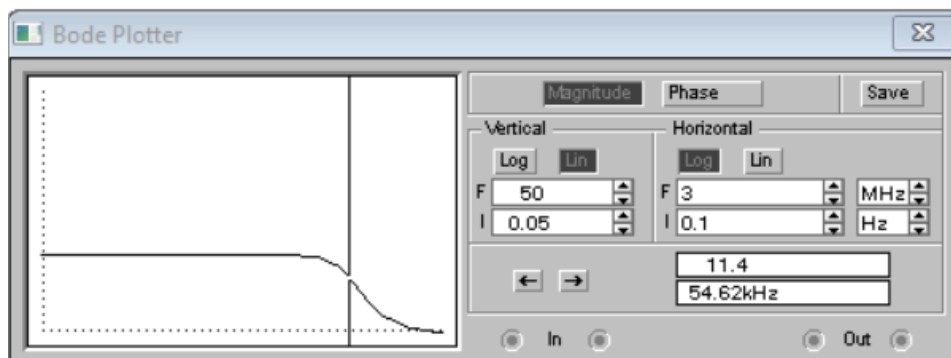 Bode Plotter
Magnitude Phase Save
Vertical Horizontal
Log Lin Log Lin
F 50 F 3 MHz
I 0.05 I 0.1 Hz
← → 11.4
54.62kHz
In Out